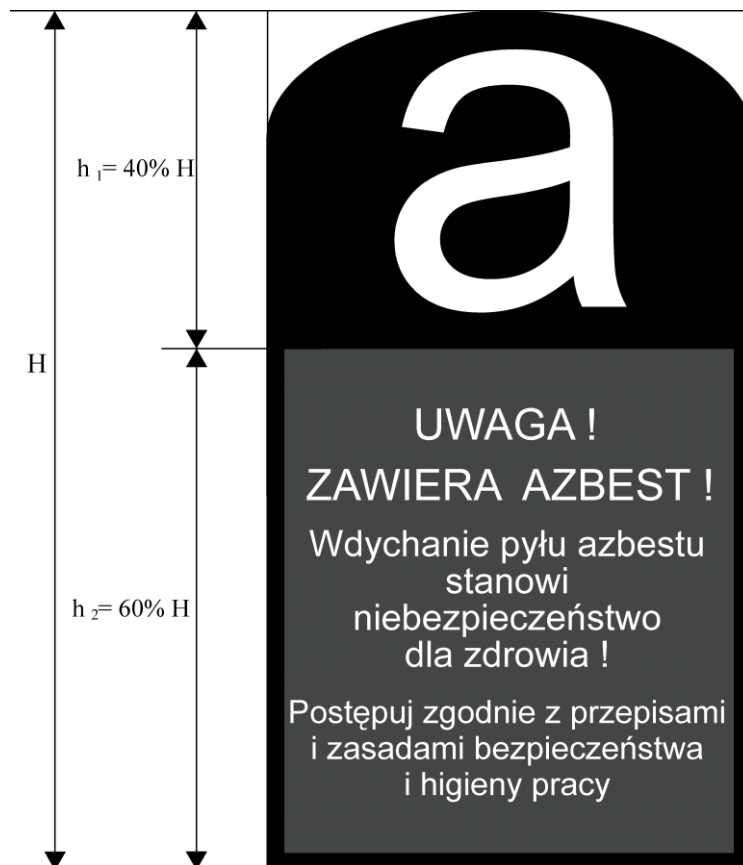 a
h 1= 40% H
H
UWAGA !
ZAWIERA AZBEST !
Wdychanie pyłu azbestu
stanowi
niebezpieczeństwo
dla zdrowia !
h 2= 60% H
Postępuj zgodnie z przepisami
i zasadami bezpieczeństwa
i higieny pracy